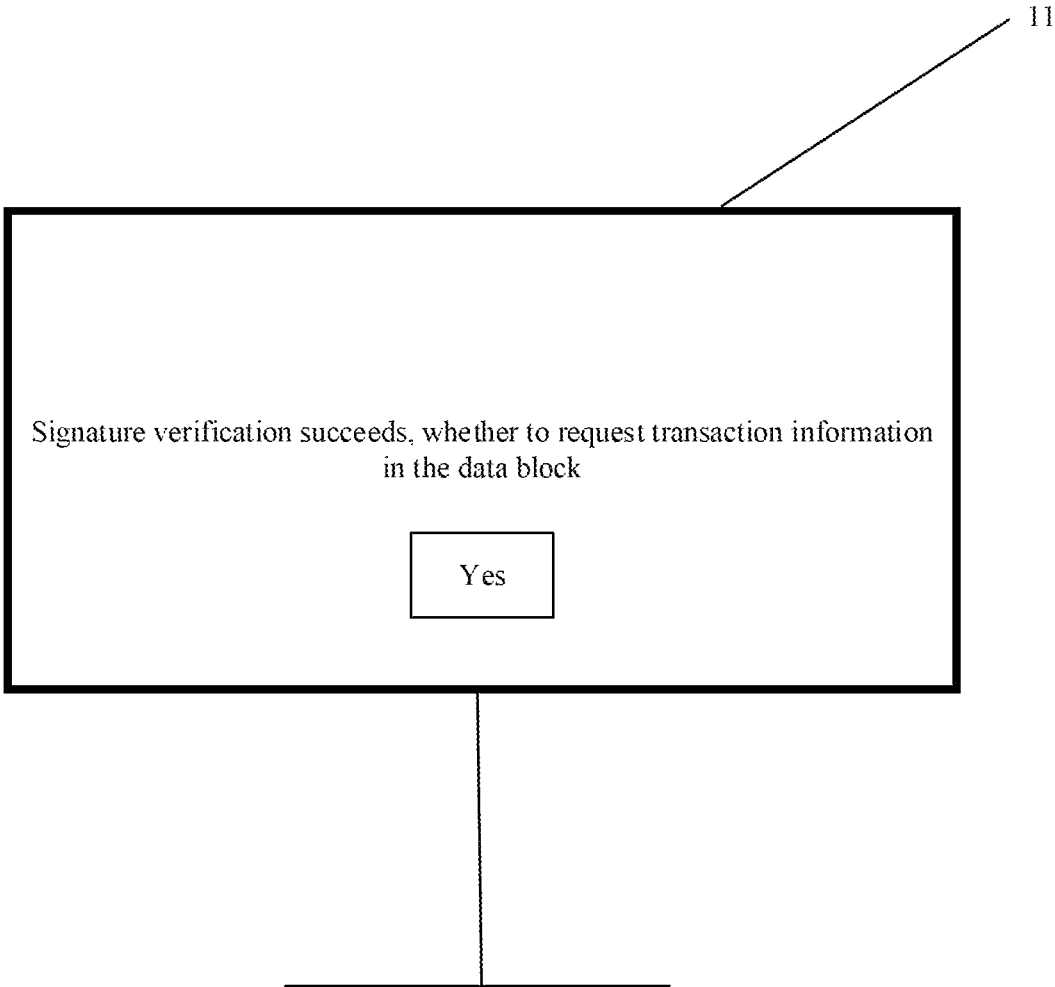 11
Signature verification succeeds, whether to request transaction information
in the data block
Yes